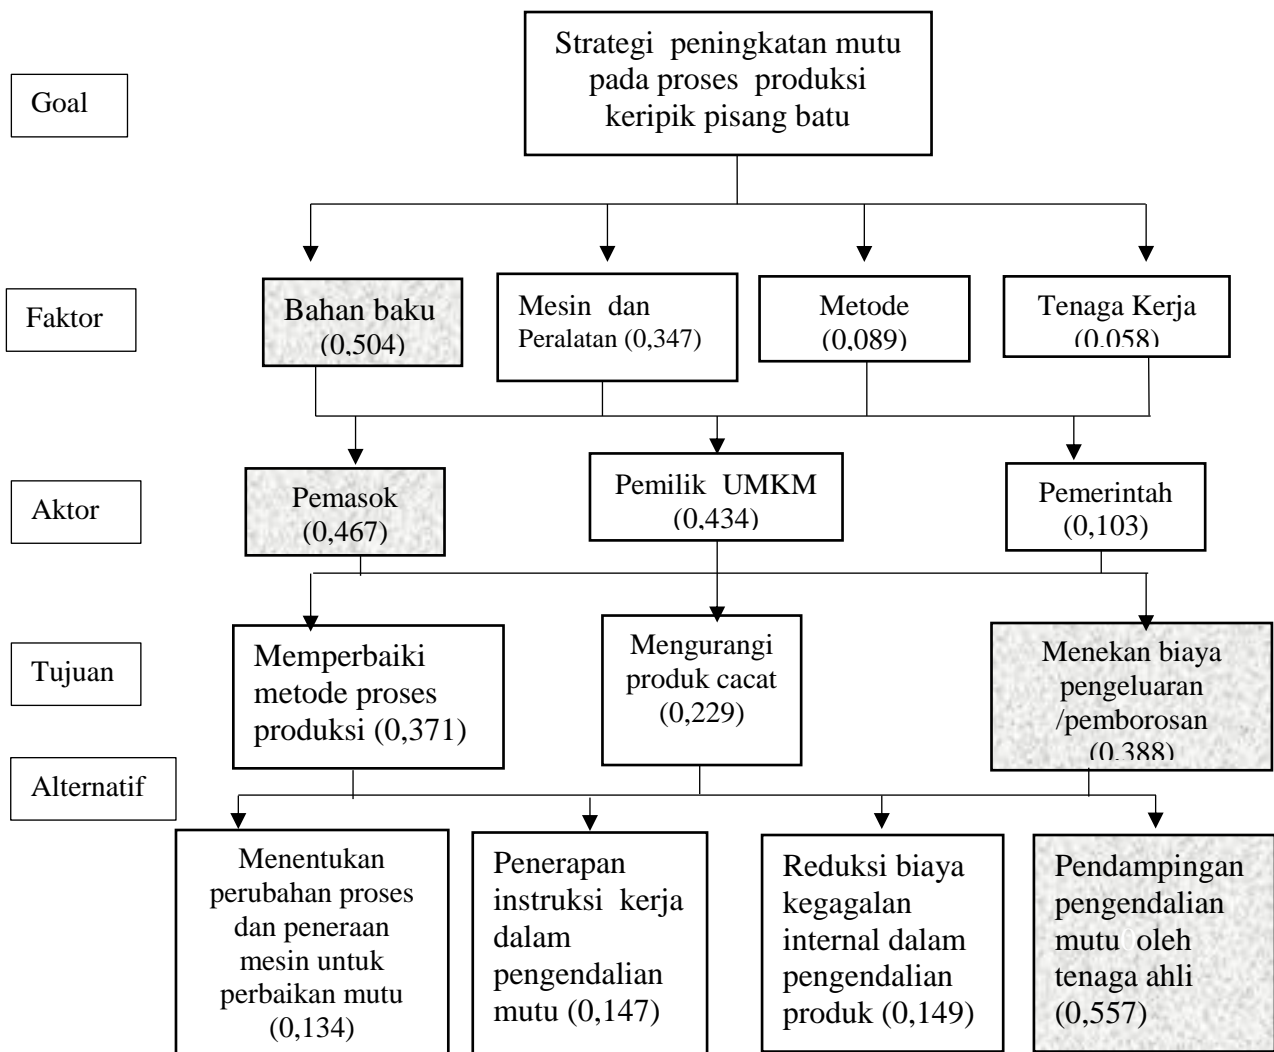 Strategi peningkatan mutu
pada proses produksi
keripik pisang batu
Goal
Faktor
Bahan baku
(0,504)
Mesin dan
Peralatan (0,347)
Metode
(0,089)
Tenaga Kerja
(0,058)
Aktor
Pemasok
(0,467)
Pemilik UMKM
(0,434)
Pemerintah
(0,103)
Tujuan
Memperbaiki
metode proses
produksi (0,371)
Mengurangi
produk cacat
(0,229)
Menekan biaya
pengeluaran
/pemborosan
(0,388)
Alternatif
Menentukan
perubahan proses
dan peneraan
mesin untuk
perbaikan mutu
(0,134)
Penerapan
instruksi kerja
dalam
pengendalian
mutu (0,147)
Reduksi biaya
kegagalan
internal dalam
pengendalian
produk (0,149)
Pendampingan
pengendalian
mutu oleh
tenaga ahli
(0,557)